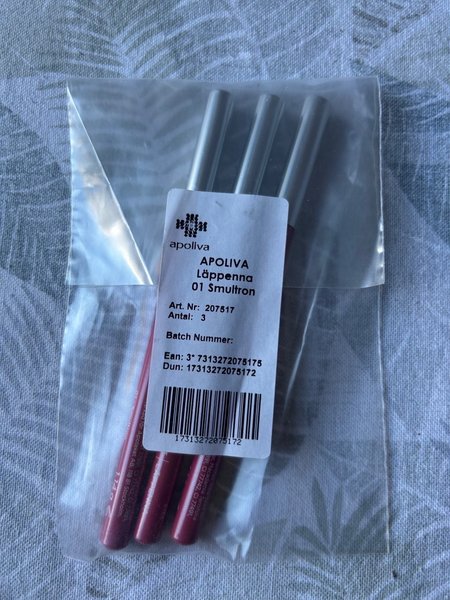 apoliva
APOLIVA
Läppenna
01 Smultron
Art. Nr: 207517
Antal: 3
Batch Nummer:
Ean: 3* 7313272075175
Dun: 17313272075172
17313272075172